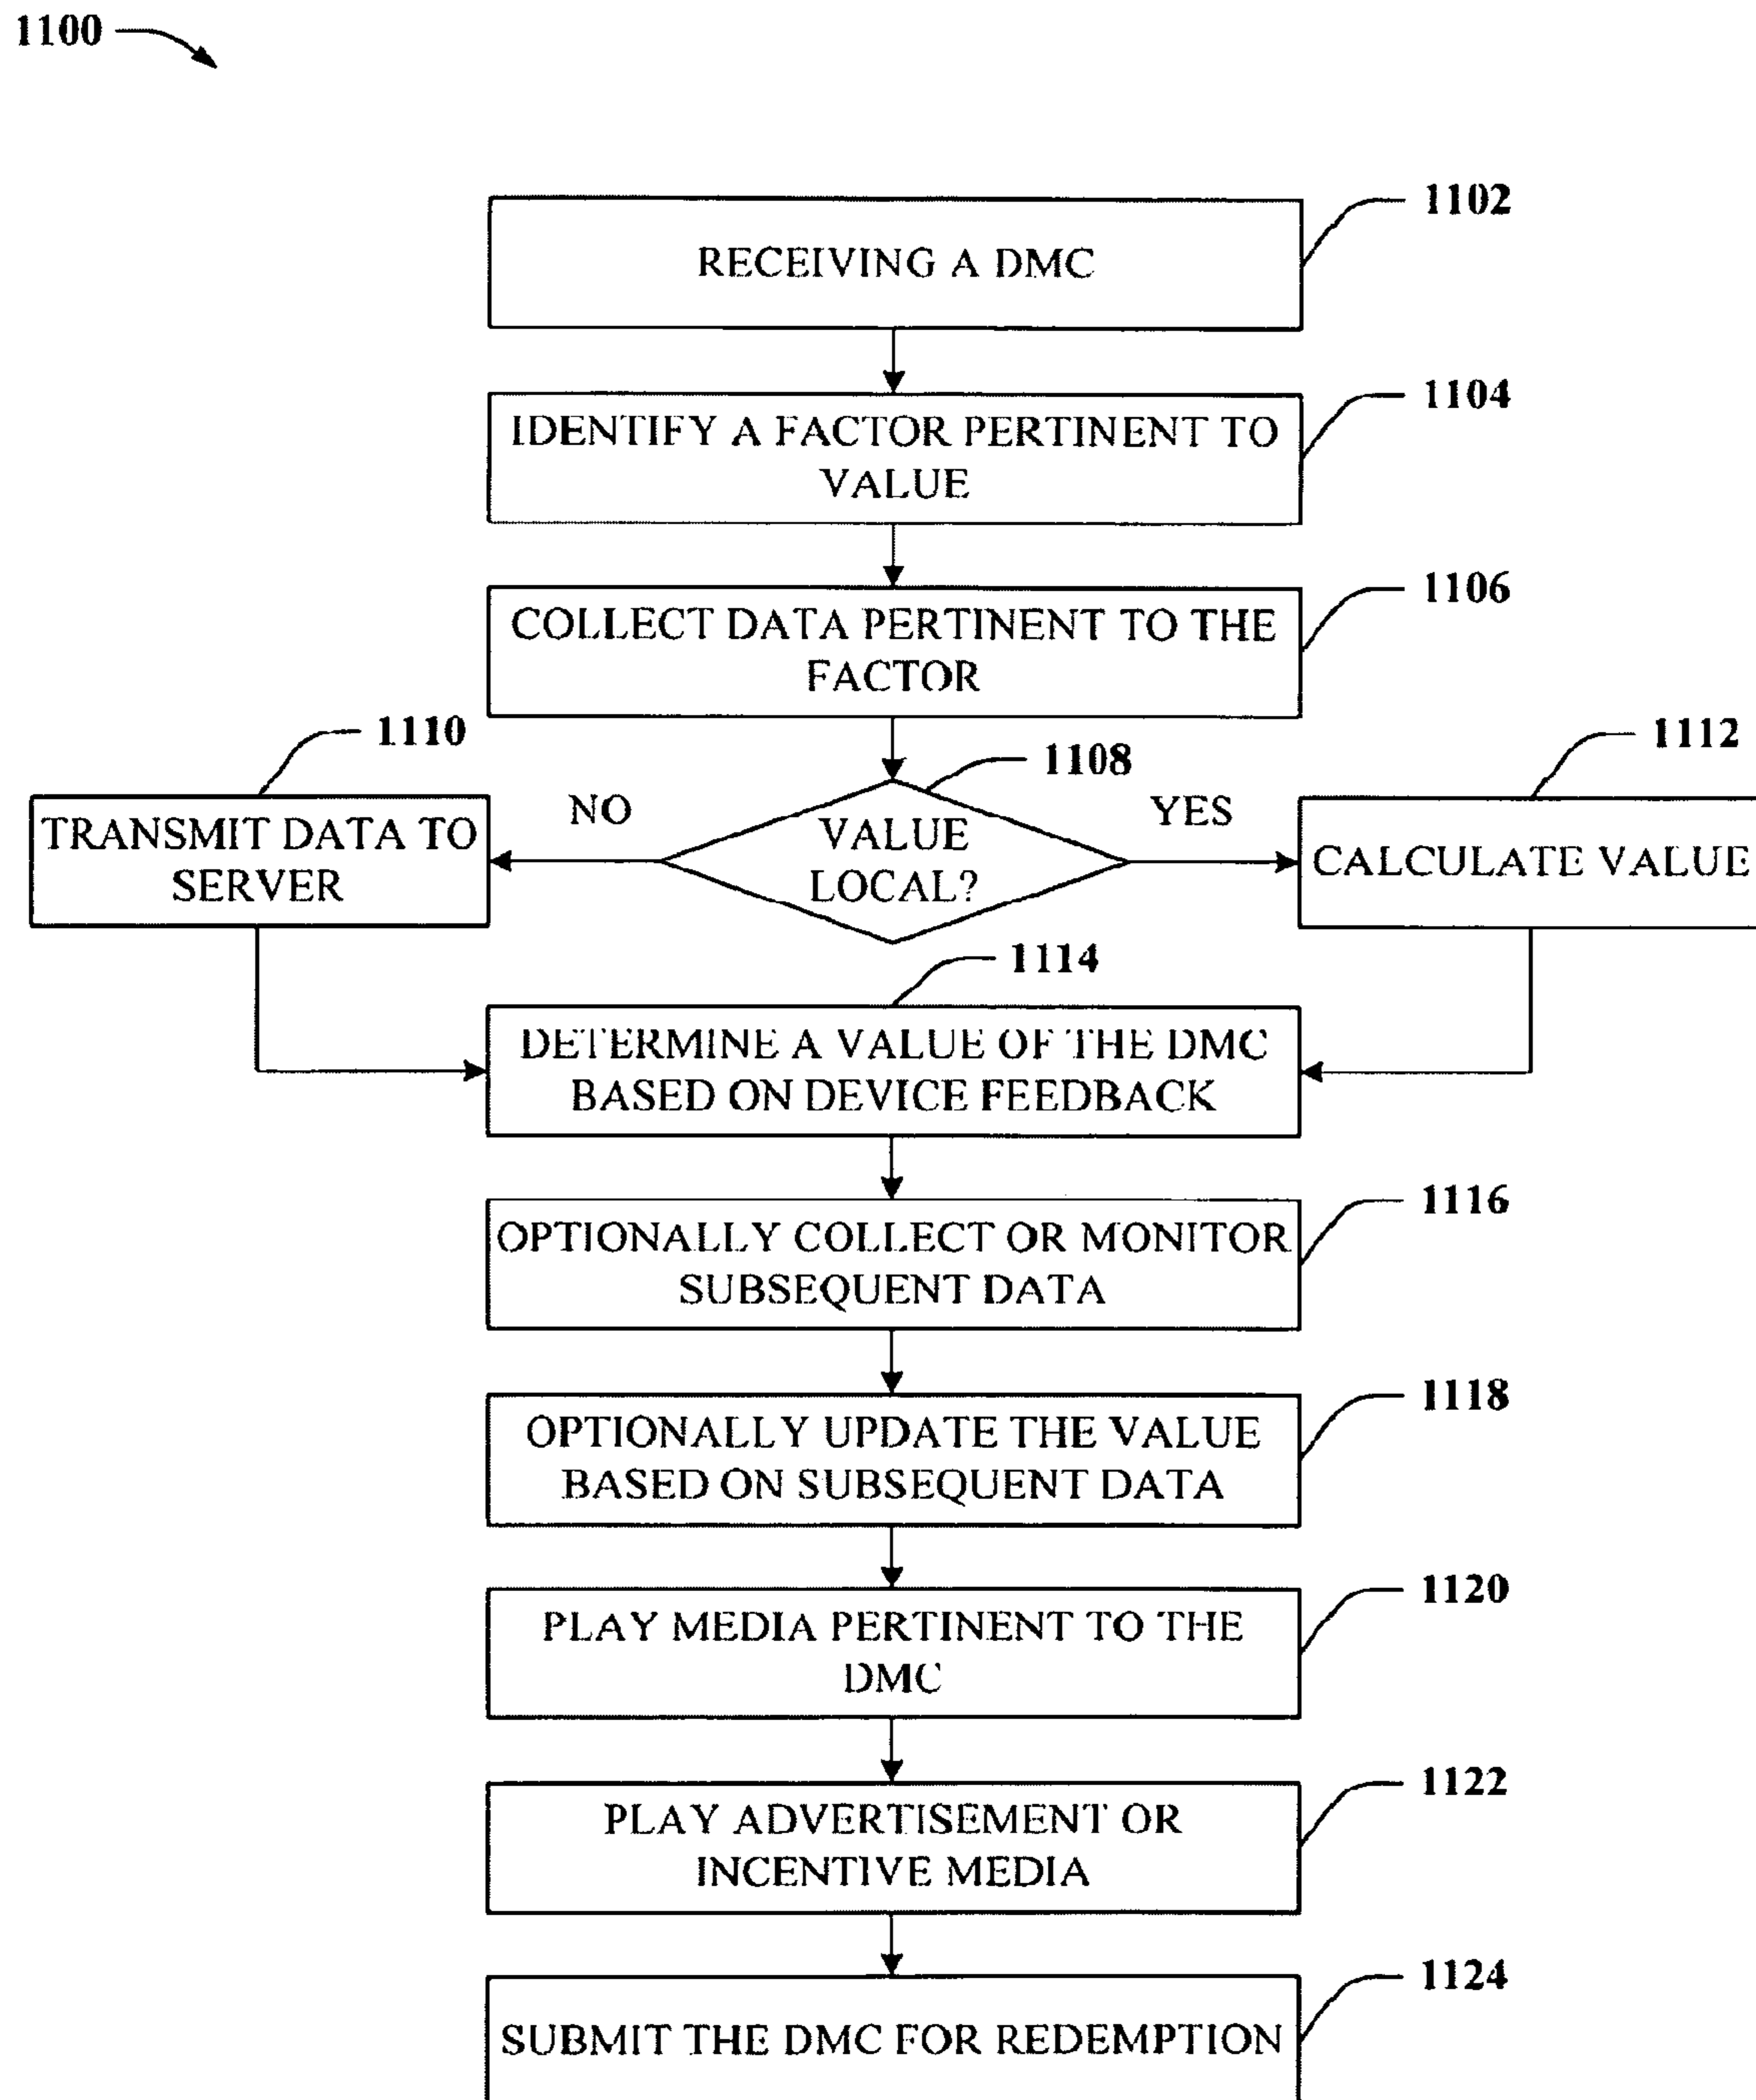 1100
1102
RECEIVING A DMC
1104
IDENTIFY A FACTOR PERTINENT TO
VALUE
1106
COLLECT DATA PERTINENT TO THE
FACTOR
1110
1108
1112
NO
YES
TRANSMIT DATA TO
SERVER
VALUE
LOCAL?
CALCULATE VALUE
1114
DETERMINE A VALUE OF THE DMC
BASED ON DEVICE FEEDBACK
1116
OPTIONALLY COLLECT OR MONITOR
SUBSEQUENT DATA
1118
OPTIONALLY UPDATE THE VALUE
BASED ON SUBSEQUENT DATA
1120
PLAY MEDIA PERTINENT TO THE
DMC
1122
PLAY ADVERTISEMENT OR
INCENTIVE MEDIA
1124
SUBMIT THE DMC FOR REDEMPTION